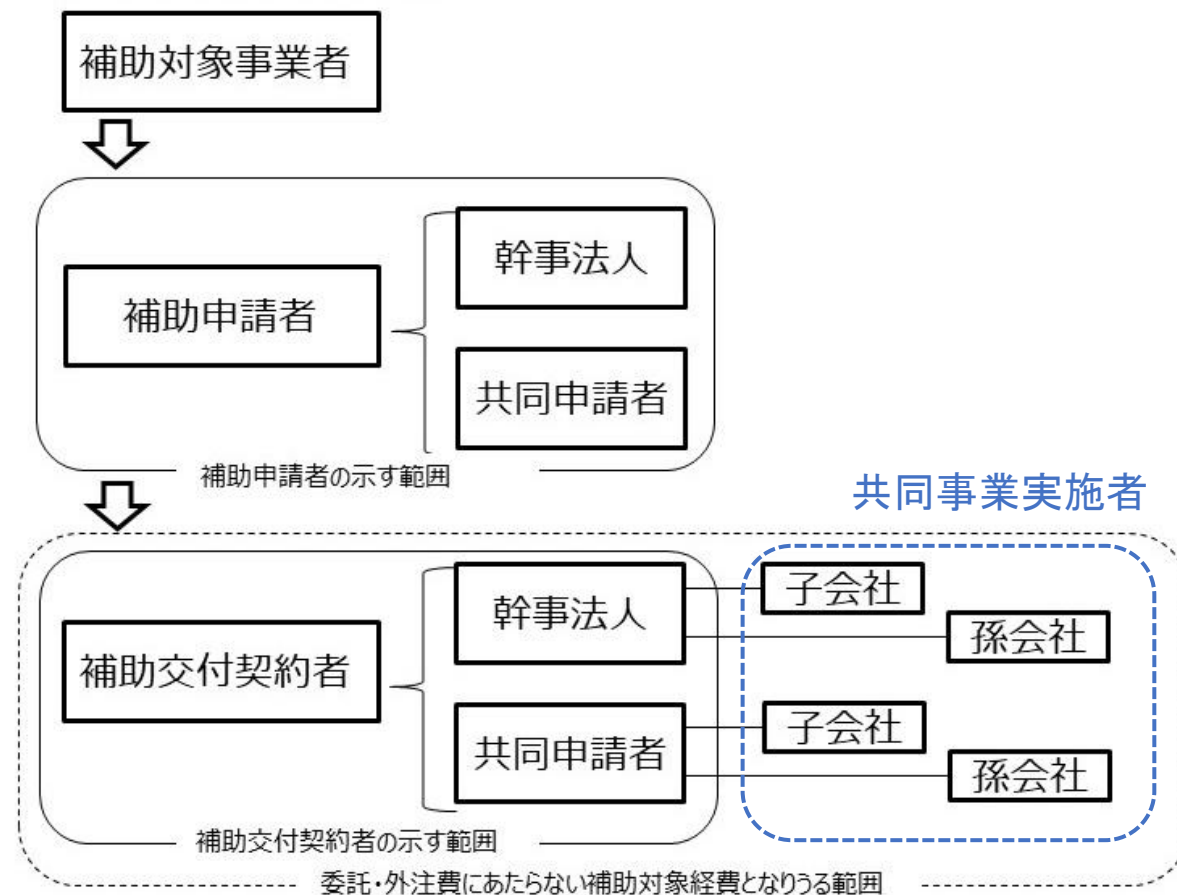 補助対象事業者
幹事法人
補助申請者
共同申請者
補助申請者の示す範囲
共同事業実施者
子会社
幹事法人
孫会社
補助交付契約者
子会社
共同申請者
孫会社
補助交付契約者の示す範囲
委託・外注費にあたらない補助対象経費となりうる範囲